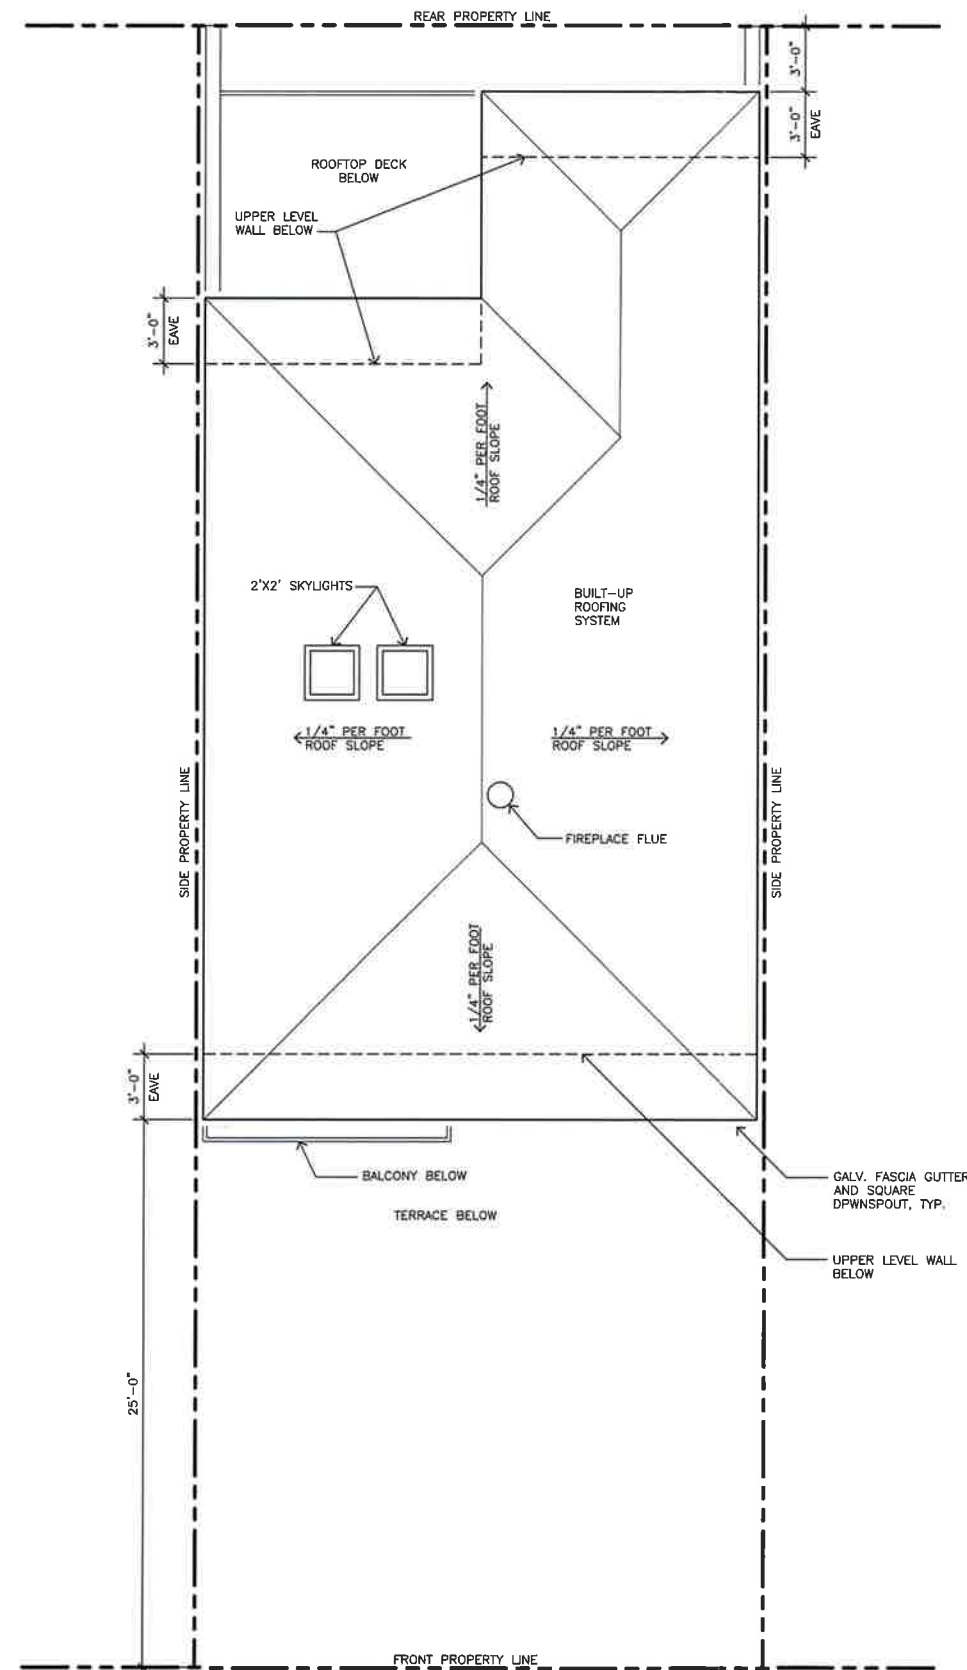 REAR PROPERTY LINE
3'-0"
3'-0"
EAVE
ROOFTOP DECK
BELOW
UPPER LEVEL
WALL BELOW
3'-0"
EAVE
1/4" PER FOOT
ROOF SLOPE
2'X2' SKYLIGHTS
BUILT-UP
ROOFING
SYSTEM
1/4" PER FOOT
ROOF SLOPE
1/4" PER FOOT
ROOF SLOPE
SIDE PROPERTY LINE
SIDE PROPERTY LINE
FIREPLACE FLUE
1/4" PER FOOT
ROOF SLOPE
3'-0"
EAVE
BALCONY BELOW
GALV. FASCIA GUTTER
AND SQUARE
DPWNSPOUT, TYP.
TERRACE BELOW
UPPER LEVEL WALL
BELOW
25'-0"
FRONT PROPERTY LINE